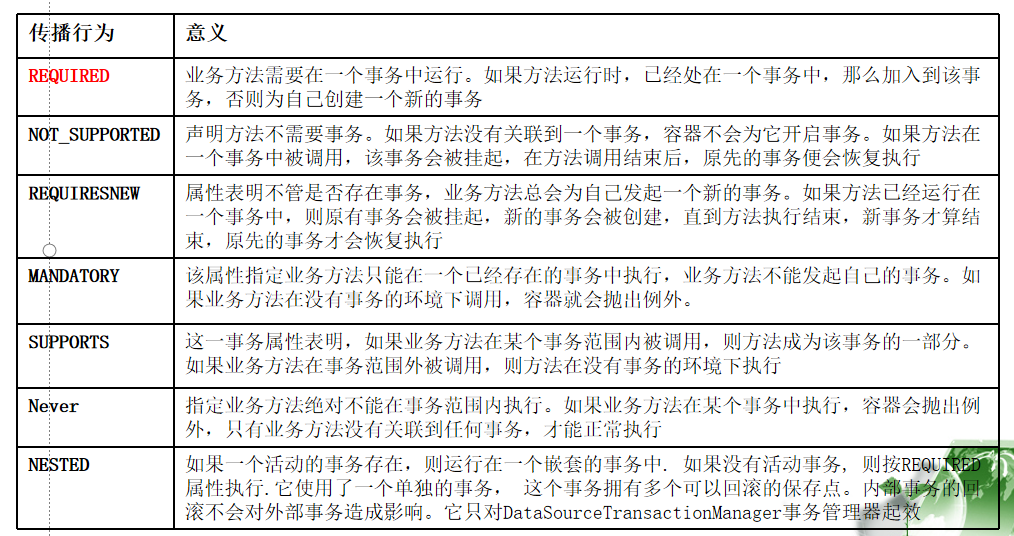 传播行为 意义
REQUIRED 业务方法需要在一个事务中运行。如果方法运行时，已经处在一个事务中，那么加入到该事
务，否则为自己创建一个新的事务
NOT_SUPPORTED 声明方法不需要事务。如果方法没有关联到一个事务，容器不会为它开启事务。如果方法在
一个事务中被调用，该事务会被挂起，在方法调用结束后，原先的事务便会恢复执行
REQUIRESNEW 属性表明不管是否存在事务，业务方法总会为自己发起一个新的事务。如果方法已经运行在
一个事务中，则原有事务会被挂起，新的事务会被创建，直到方法执行结束，新事务才算结
束，原先的事务才会恢复执行
MANDATORY 该属性指定业务方法只能在一个已经存在的事务中执行，业务方法不能发起自己的事务。如
果业务方法在没有事务的环境下调用，容器就会抛出例外。
SUPPORTS 这一事务属性表明，如果业务方法在某个事务范围内被调用，则方法成为该事务的一部分。
如果业务方法在事务范围外被调用，则方法在没有事务的环境下执行
Never 指定业务方法绝对不能在事务范围内执行。如果业务方法在某个事务中执行，容器会抛出例
外，只有业务方法没有关联到任何事务，才能正常执行
NESTED 如果一个活动的事务存在，则运行在一个嵌套的事务中. 如果没有活动事务, 则按REQUIRED
属性执行.它使用了一个单独的事务， 这个事务拥有多个可以回滚的保存点。内部事务的回
滚不会对外部事务造成影响。它只对DataSourceTransactionManager事务管理器起效